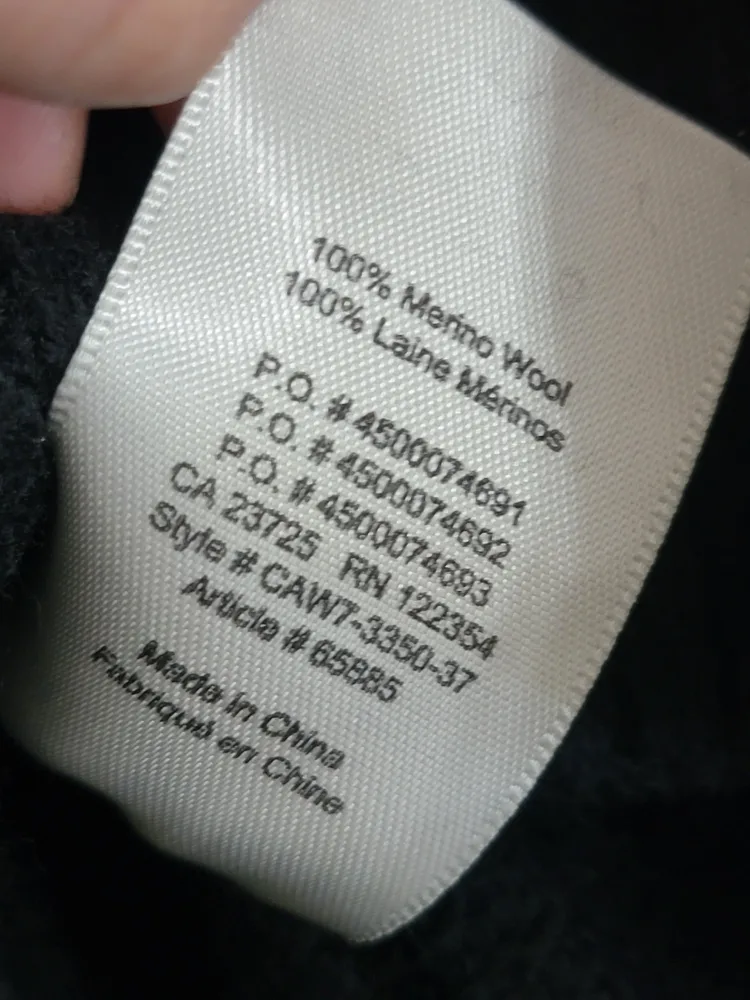 100% Merino Wool
100% Laine Mérinos
P.O. # 4500074691
P.O. # 4500074692
P.O. # 4500074693
CA 23725 RN 122354
Style # CAW7-3350-37
Article # 65885
Made in China
Fabriqué en Chine